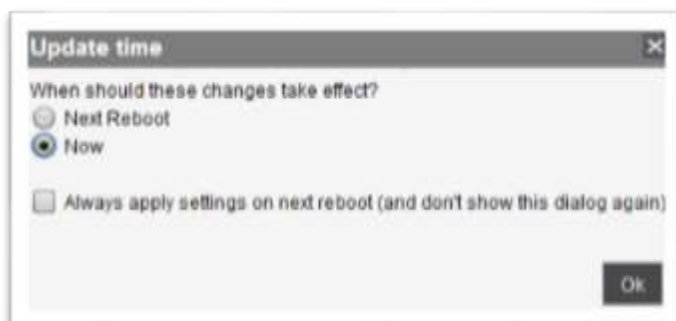 Update time
When should these changes take effect?
Next Reboot
Now
Always apply settings on next reboot (and don't show this dialog again)
Ok